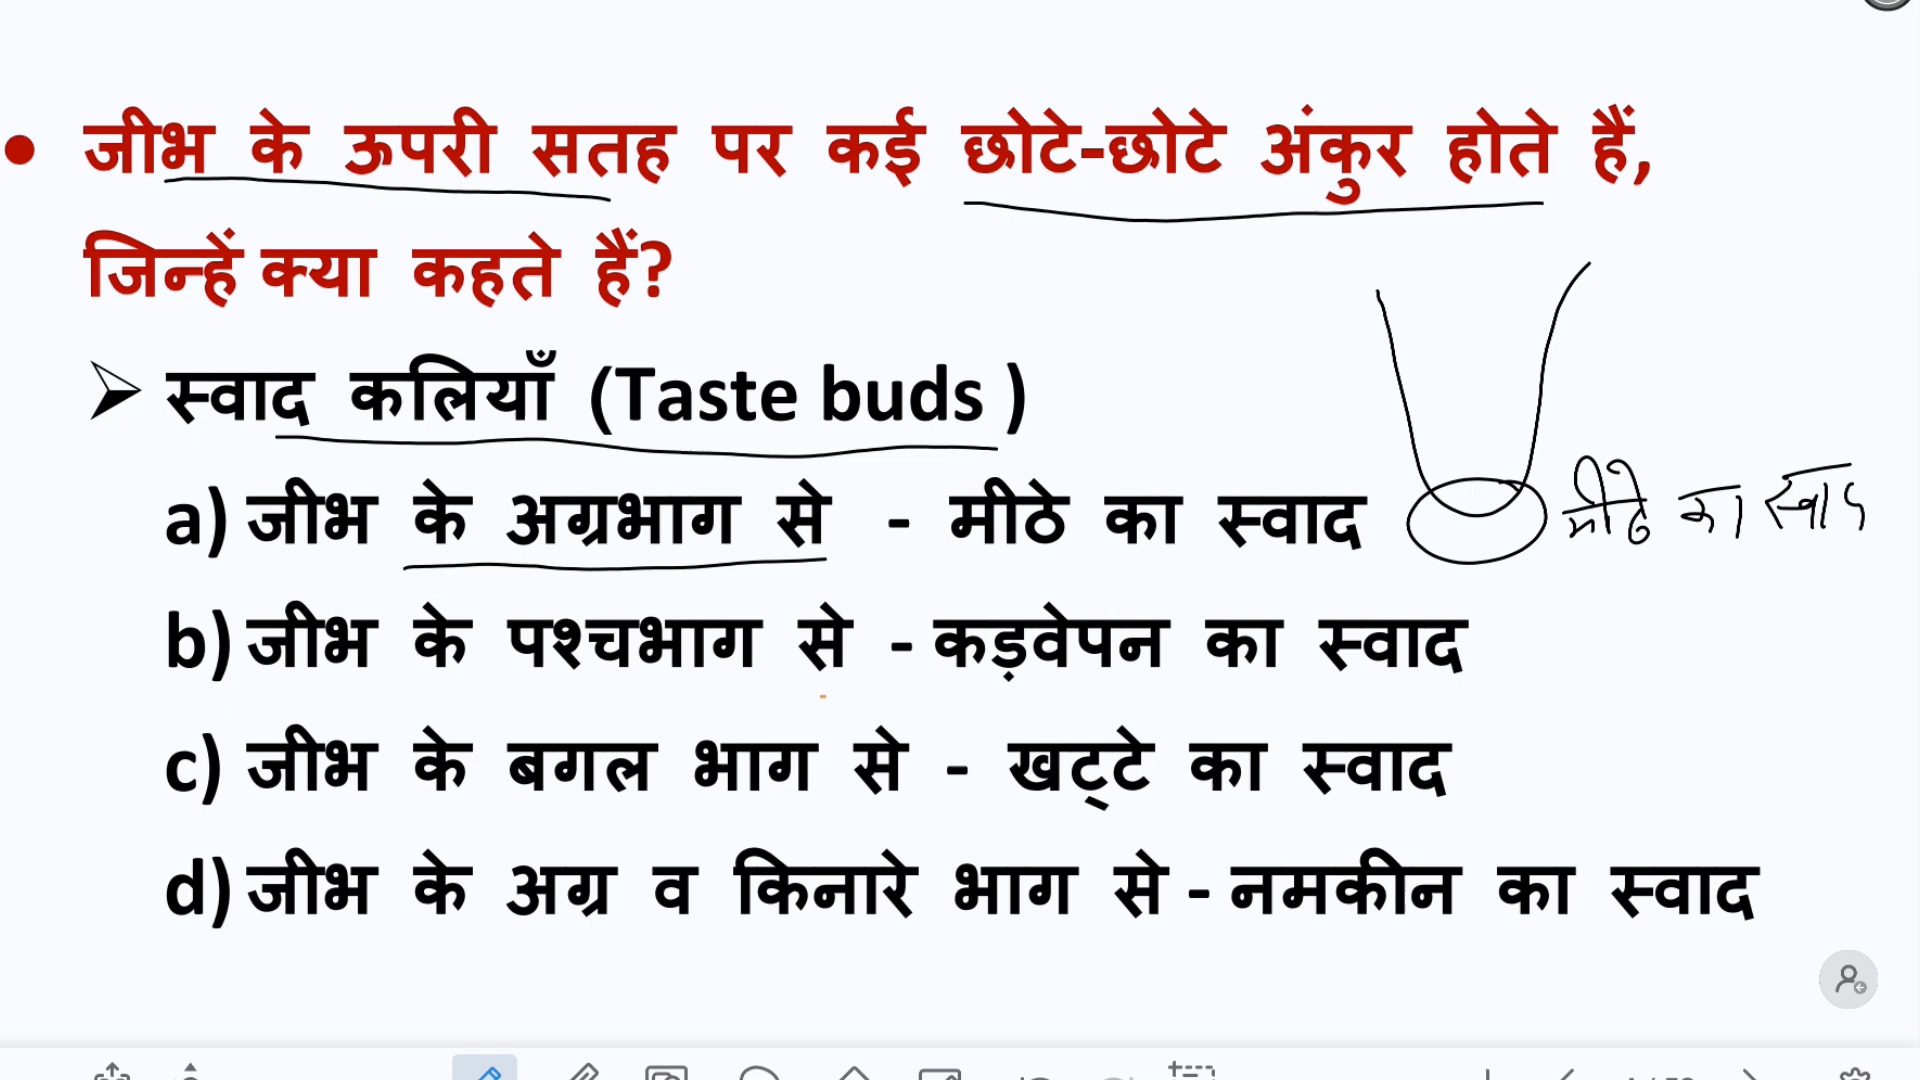 • जीभ के ऊपरी सतह पर कई छोटे-छोटे अंकुर होते हैं,
जिन्हें क्या कहते हैं?
➢ स्वाद कलियाँ (Taste buds )
a) जीभ के अग्रभाग से - मीठे का स्वाद
मीठे का स्वाद
b) जीभ के पश्चभाग से - कड़वेपन का स्वाद
c) जीभ के बगल भाग से - खट्टे का स्वाद
d) जीभ के अग्र व किनारे भाग से - नमकीन का स्वाद